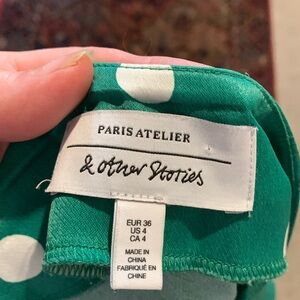 PARIS ATELIER
& Other Stories
EUR 36
US 4
CA 4
MADE IN
CHINA
FABRIQUÉ EN
CHINE